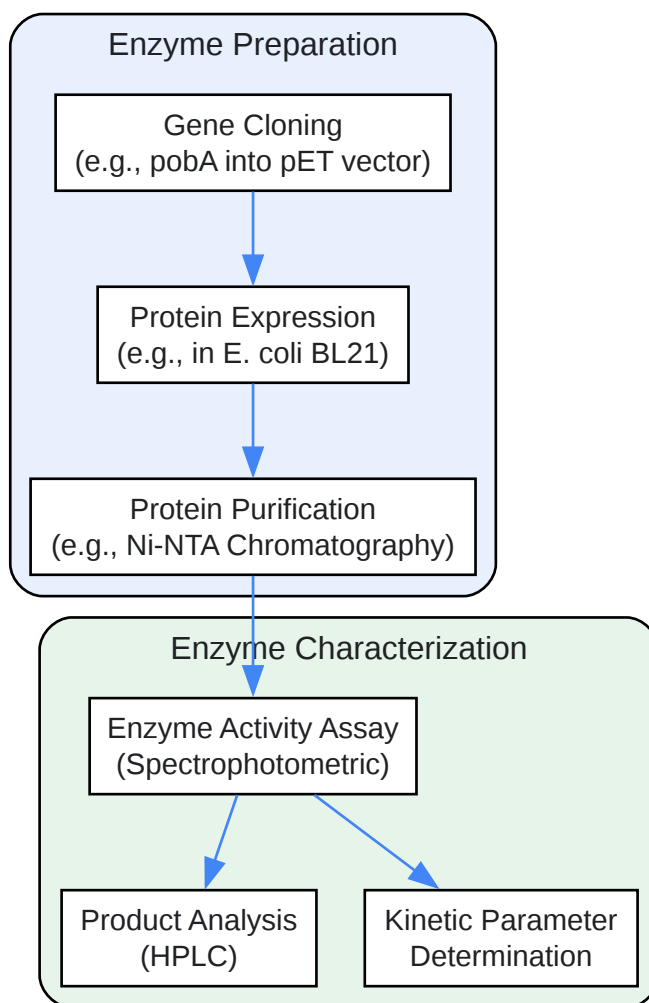 Enzyme Preparation
Gene Cloning
(e.g., pobA into pET vector)
Protein Expression
(e.g., in E. coli BL21)
Protein Purification
(e.g., Ni-NTA Chromatography)
Enzyme Characterization
Enzyme Activity Assay
(Spectrophotometric)
Product Analysis
(HPLC)
Kinetic Parameter
Determination